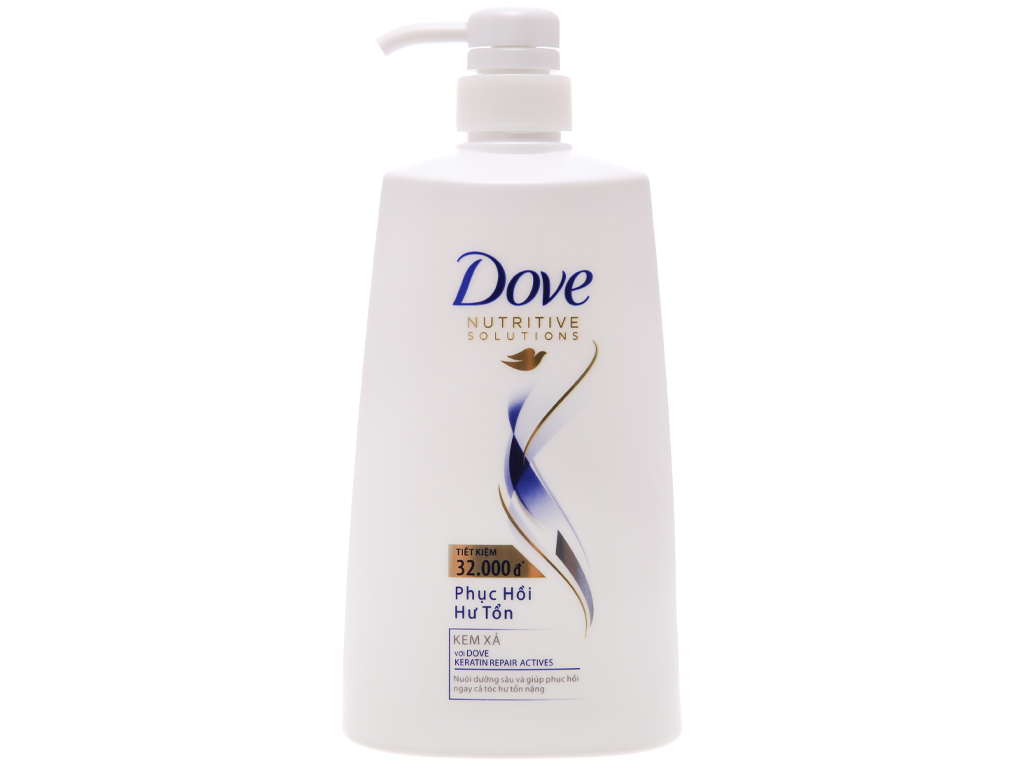 Dove
NUTRITIVE
SOLUTIONS
TIẾT KIỆM
32.000đ*
Phục Hồi
Hư Tổn
KEM XẢ
VỚI DOVE
KERATIN REPAIR ACTIVES
Nuôi dưỡng sâu và giúp phục hồi
ngay cả tóc hư tổn nặng